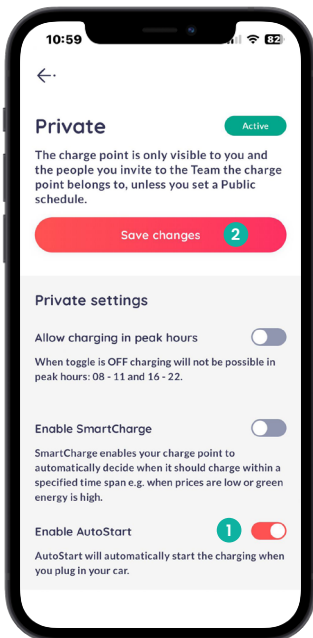 10:59
82
Private
Active
The charge point is only visible to you and
the people you invite to the Team the charge
point belongs to, unless you set a Public
schedule.
Save changes 2
Private settings
Allow charging in peak hours
When toggle is OFF charging will not be possible in
peak hours: 08 - 11 and 16 - 22.
Enable SmartCharge
SmartCharge enables your charge point to
automatically decide when it should charge within a
specified time span e.g. when prices are low or green
energy is high.
Enable AutoStart 1
AutoStart will automatically start the charging when
you plug in your car.